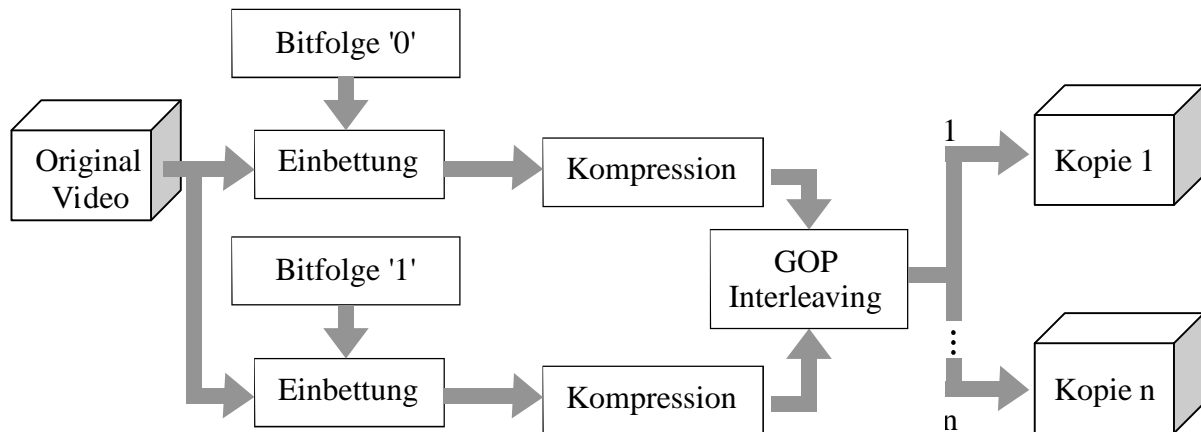 Bitfolge '0'
Original
Video
Einbettung
Kompression
1
Kopie 1
Bitfolge '1'
GOP
Interleaving
Einbettung
Kompression
n
Kopie n